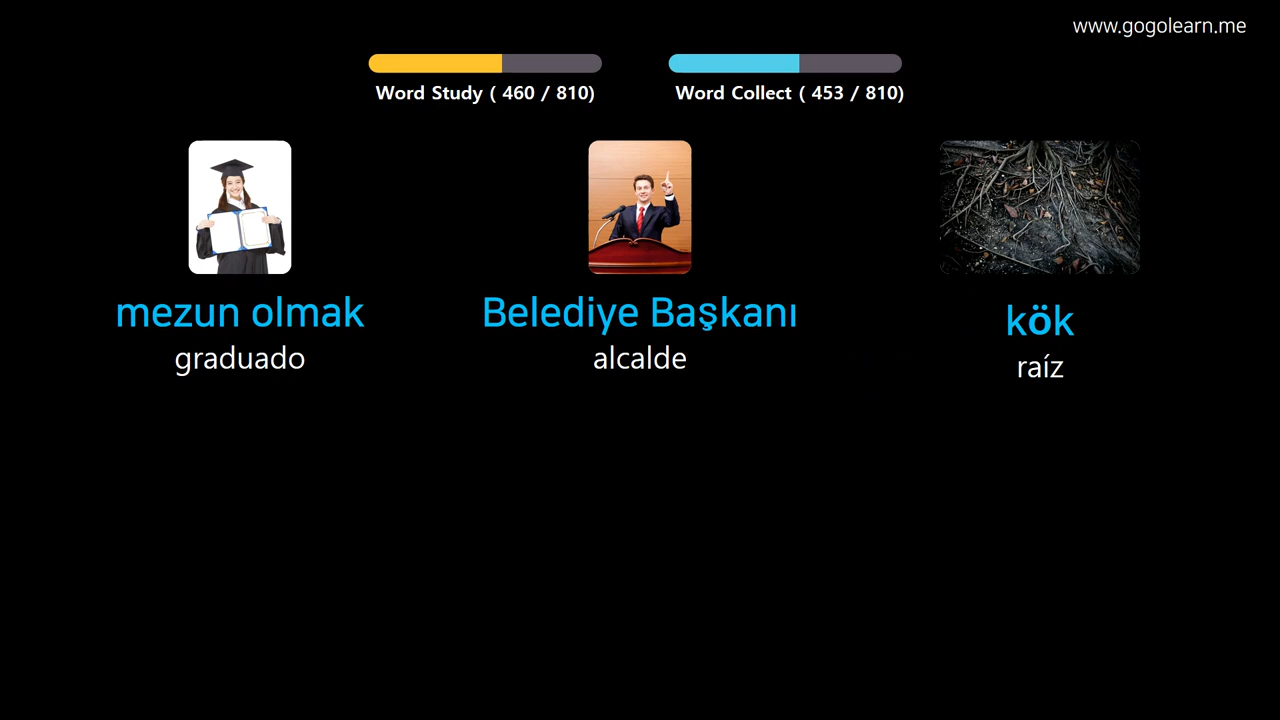 www.gogolearn.me
Word Study ( 460 / 810)
Word Collect ( 453 / 810)
mezun olmak
graduado
Belediye Başkanı
alcalde
kök
raíz